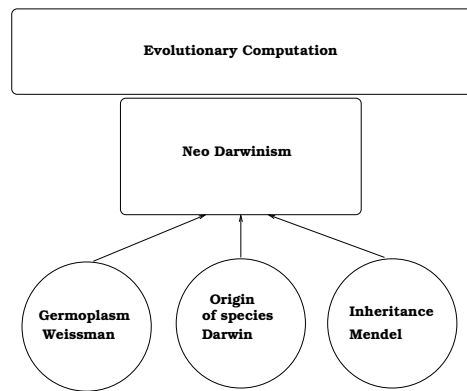 Evolutionary Computation
Neo Darwinism
Germoplasm
Weissman
Origin
of species
Darwin
Inheritance
Mendel